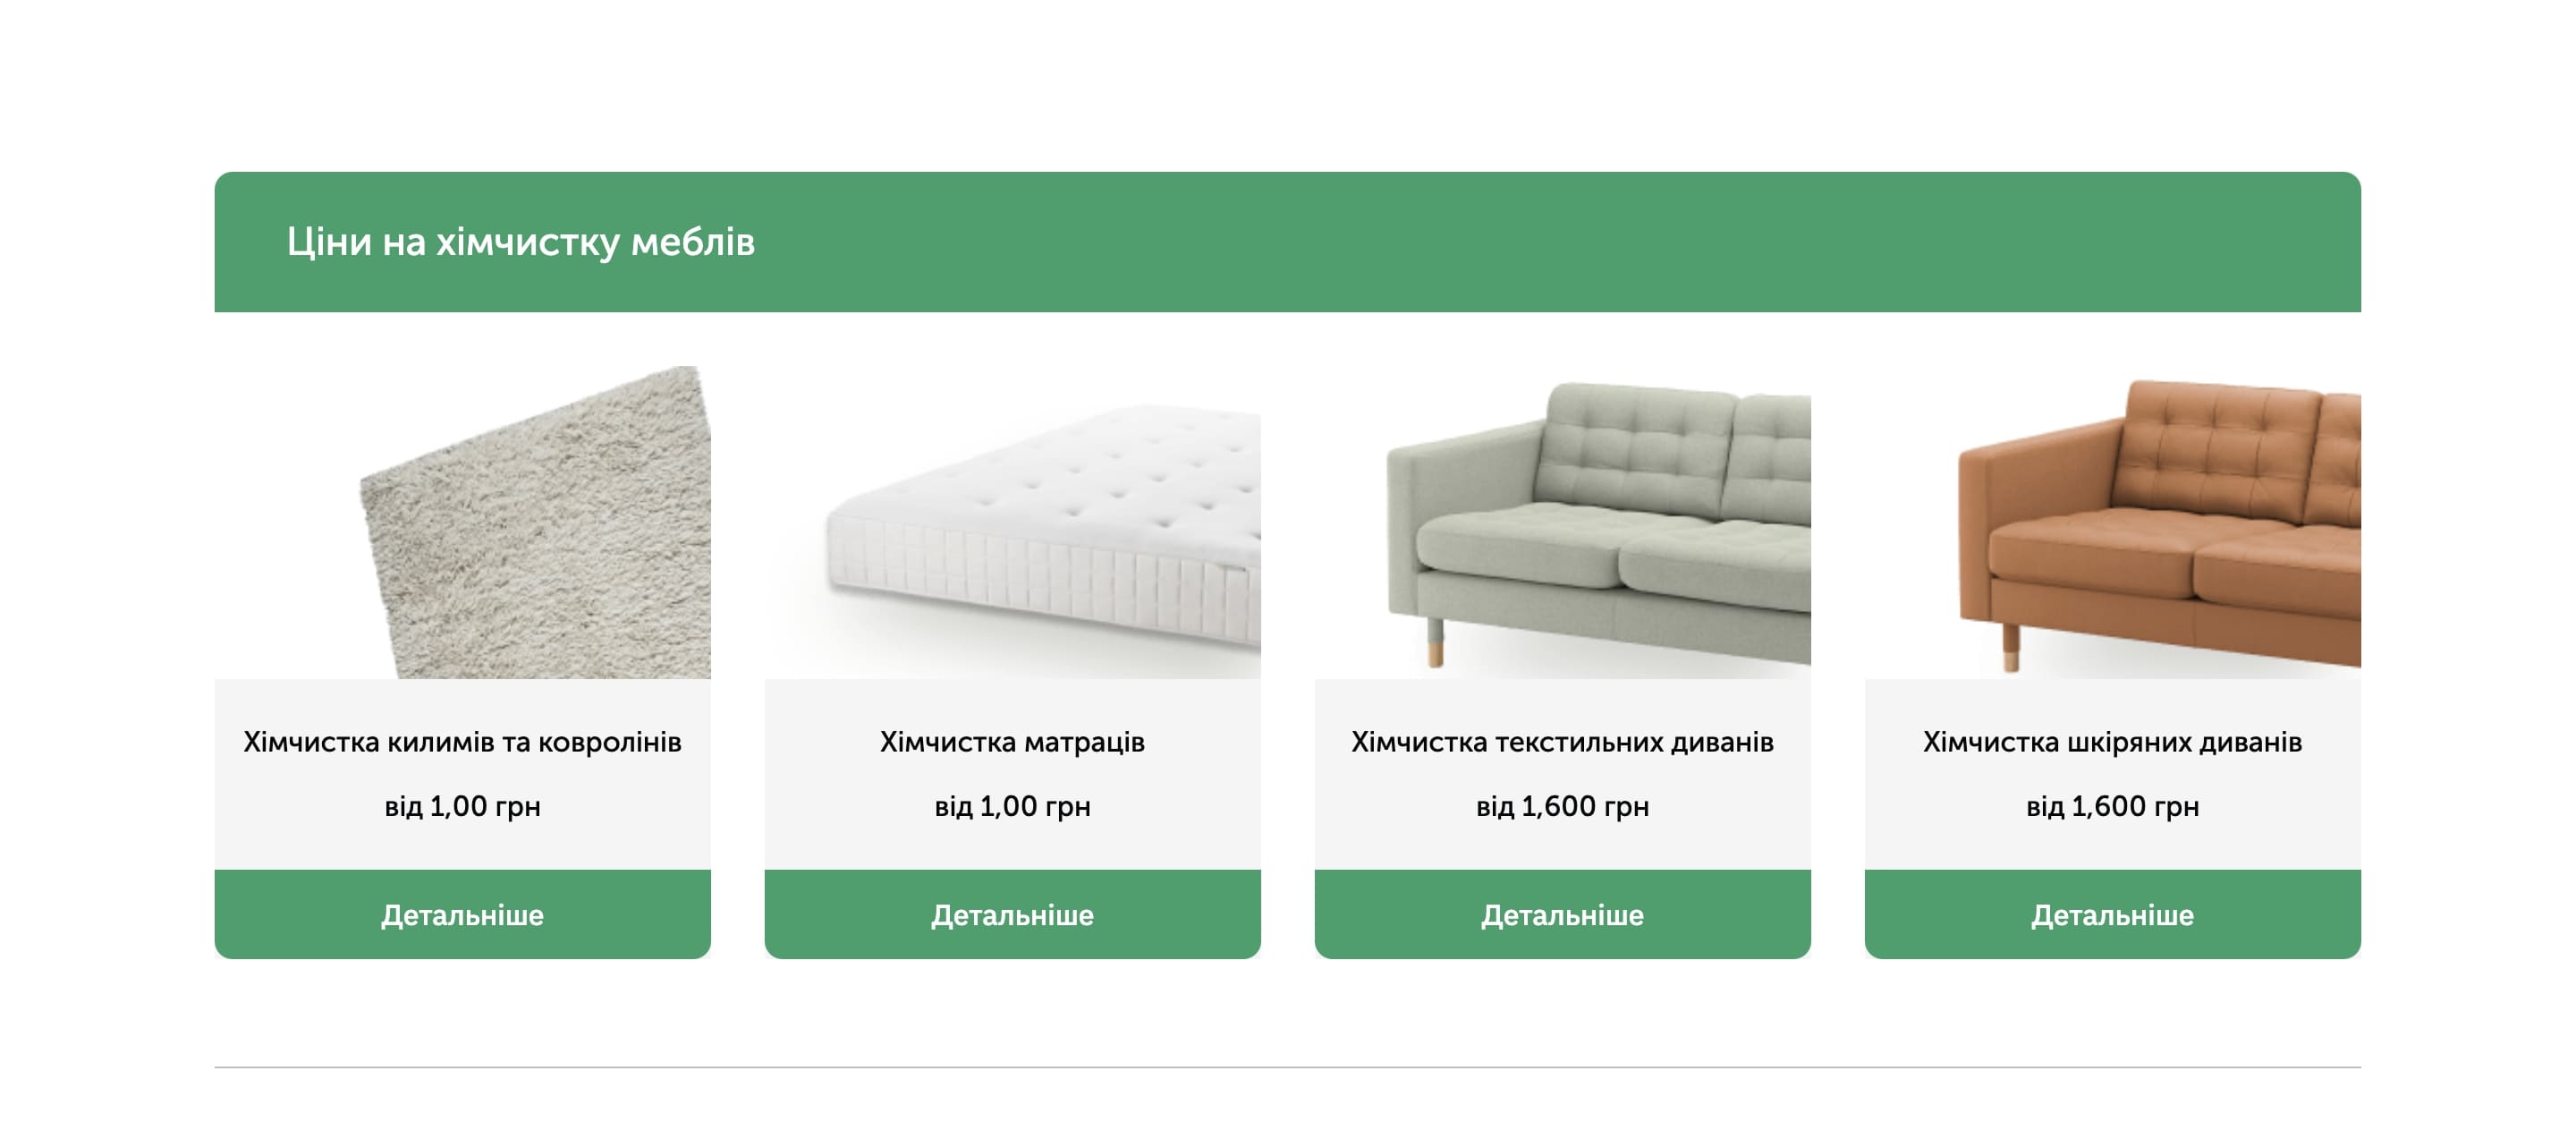 Ціни на хімчистку меблів
Хімчистка килимів та ковролінів
від 1,00 грн
Детальніше
Хімчистка матраців
від 1,00 грн
Детальніше
Хімчистка текстильних диванів
від 1,600 грн
Детальніше
Хімчистка шкіряних диванів
від 1,600 грн
Детальніше